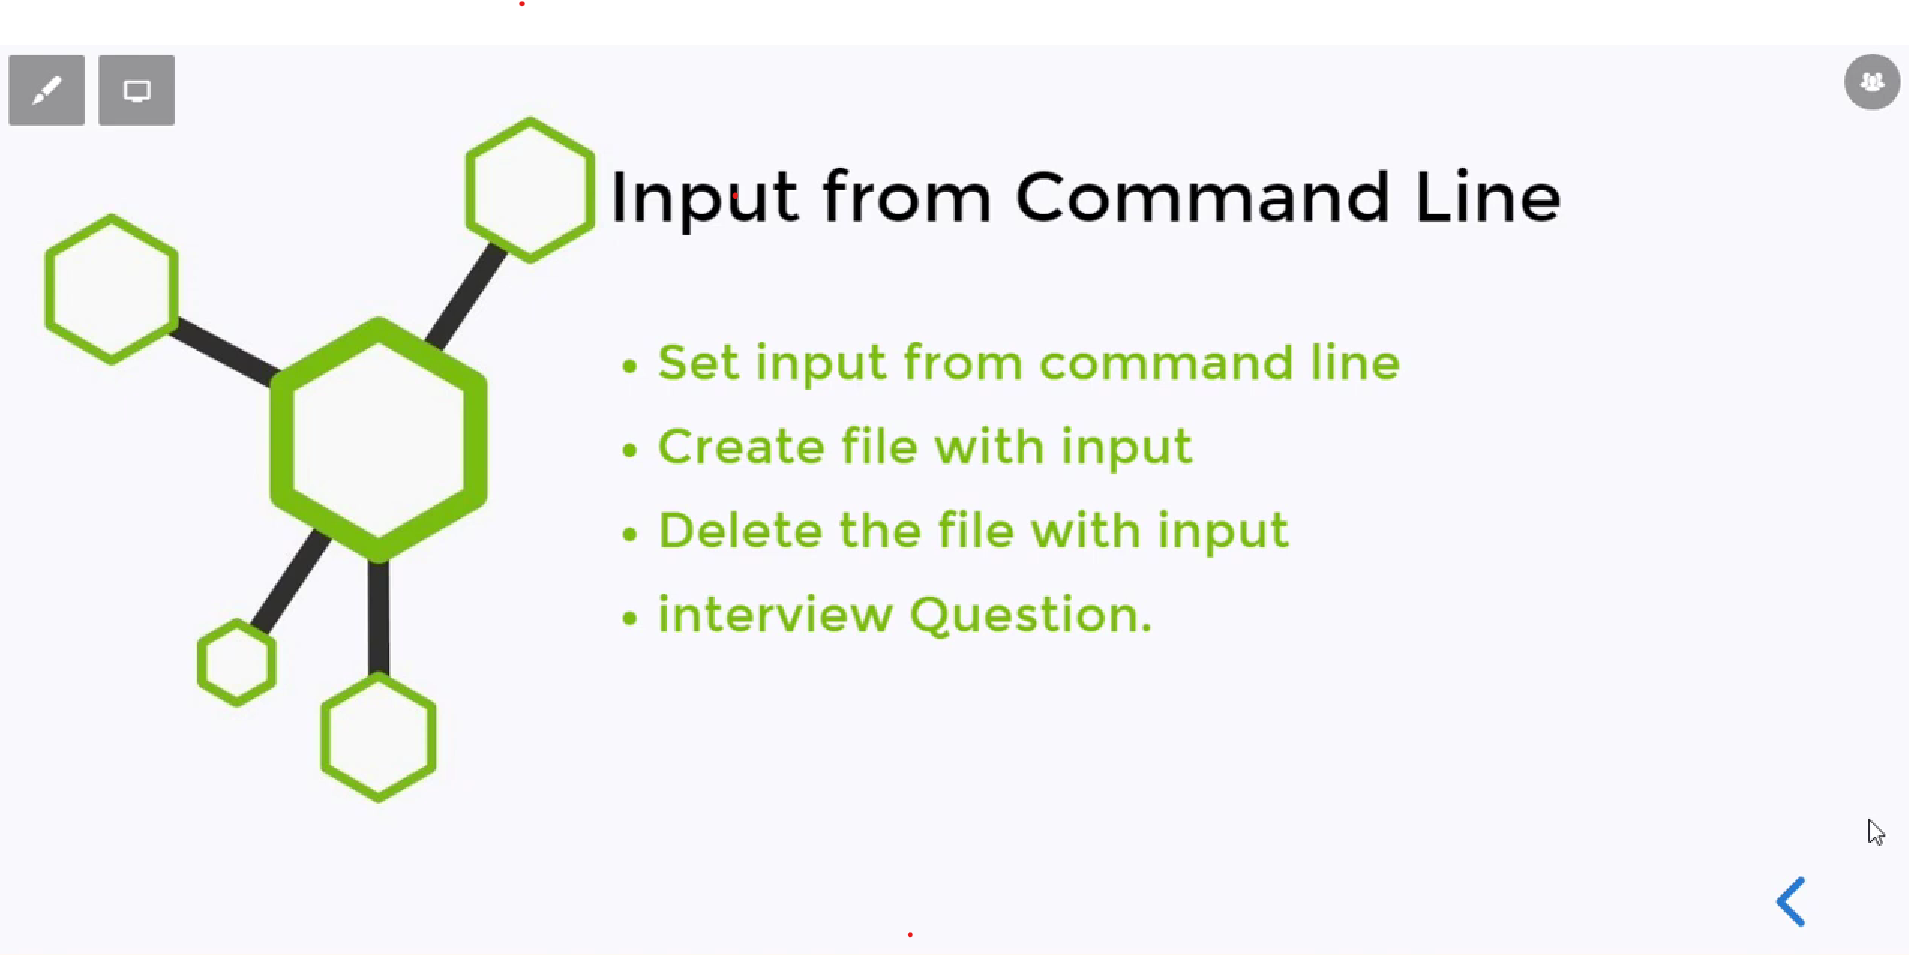 Input from Command Line
• Set input from command line
• Create file with input
• Delete the file with input
• interview Question.